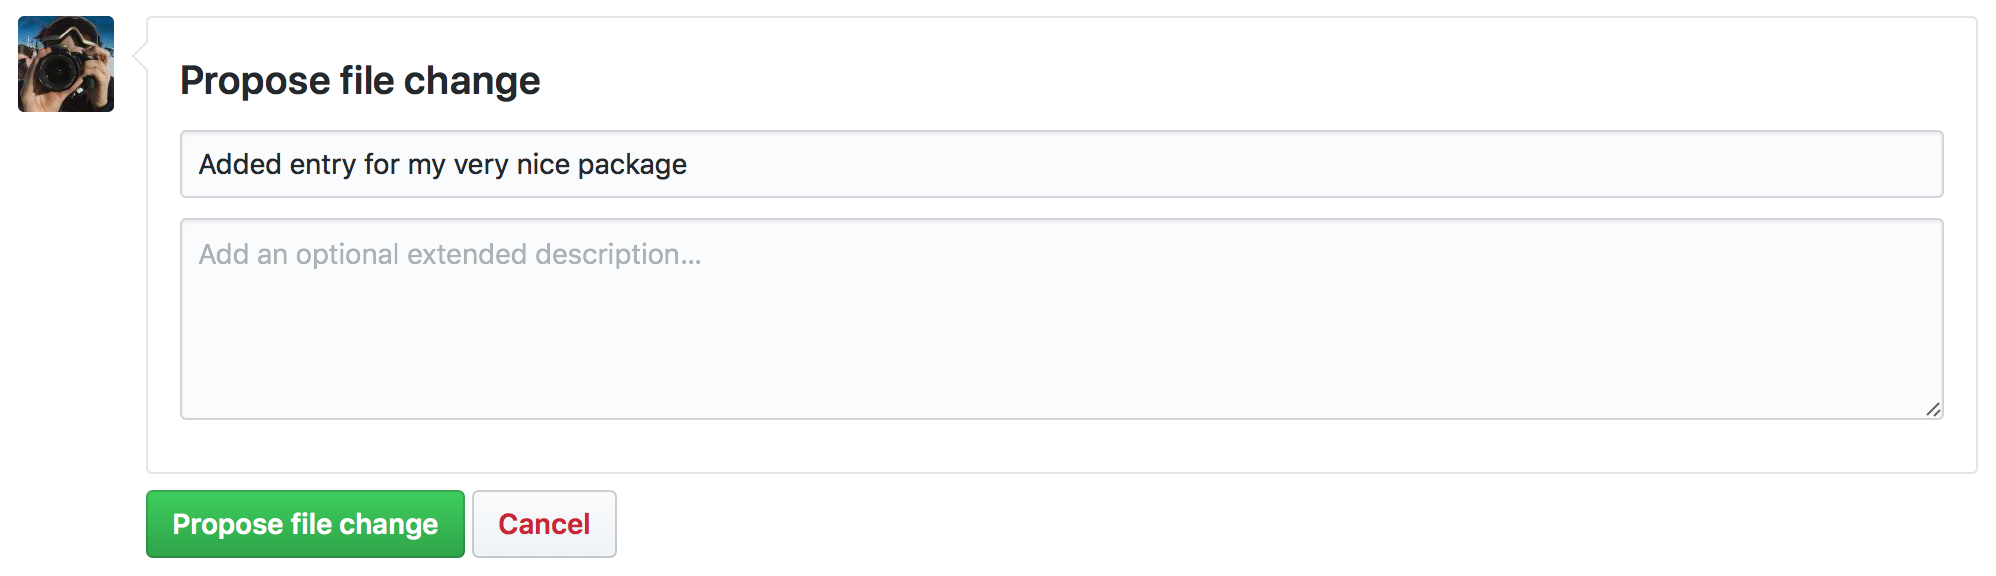 Propose file change
Added entry for my very nice package
Add an optional extended description...
Propose file change
Cancel